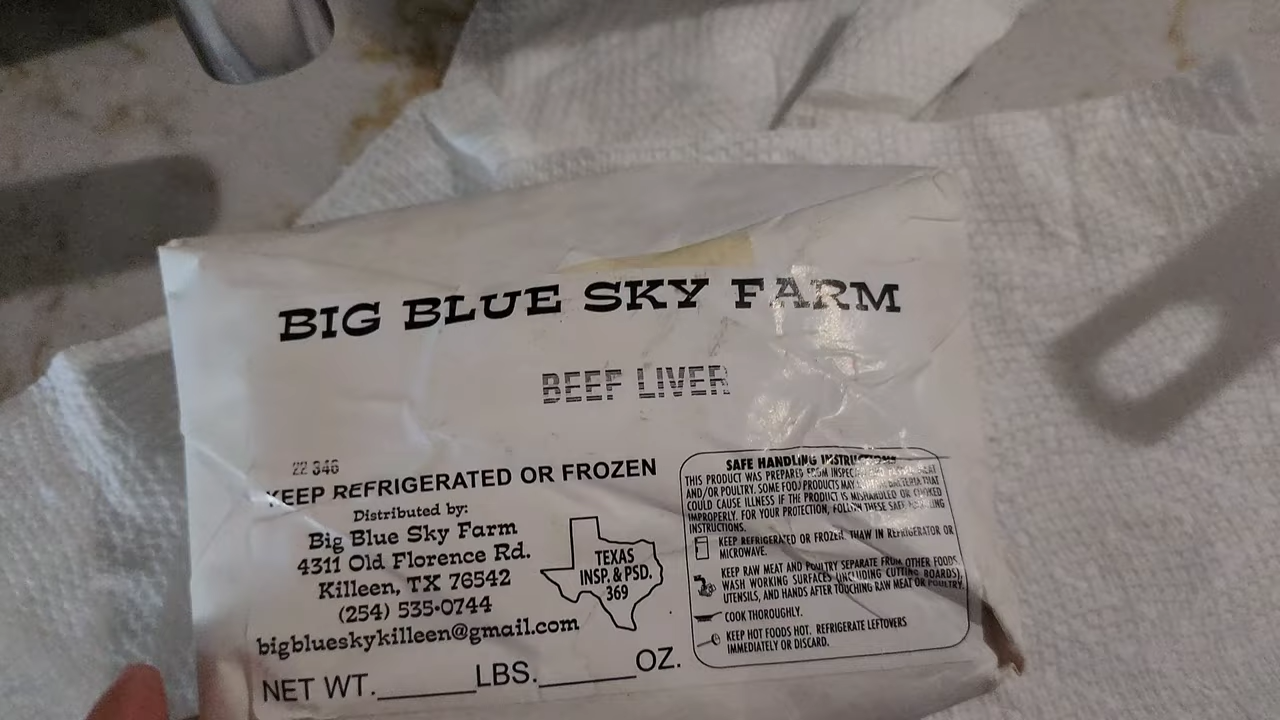 BIG BLUE SKY FARM
BEEF LIVER
22 346
KEEP REFRIGERATED OR FROZEN
Distributed by:
Big Blue Sky Farm
4311 Old Florence Rd.
Killeen, TX 76542
(254) 535•0744
bigblueskykilleen@gmail.com
NET WT.______LBS.______OZ.
TEXAS
INSP. & PSD.
369
SAFE HANDLING INSTRUCTIONS
THIS PRODUCT WAS PREPARED FROM
AND/OR POULTRY. SOME FOOD PRODUCTS MAY BACTERIA THAT
COULD CAUSE ILLNESS IF THE PRODUCT IS MISHANDLED OR COOKED
IMPROPERLY. FOR YOUR PROTECTION, FOLLOW THESE SAFE HANDLING
INSTRUCTIONS.
KEEP REFRIGERATED OR FROZEN. THAW IN REFRIGERATOR OR
MICROWAVE.
KEEP RAW MEAT AND POULTRY SEPARATE FROM OTHER FOODS.
WASH WORKING SURFACES (INCLUDING CUTTING BOARDS),
UTENSILS, AND HANDS AFTER TOUCHING RAW MEAT OR POULTRY.
COOK THOROUGHLY.
KEEP HOT FOODS HOT. REFRIGERATE LEFTOVERS
IMMEDIATELY OR DISCARD.